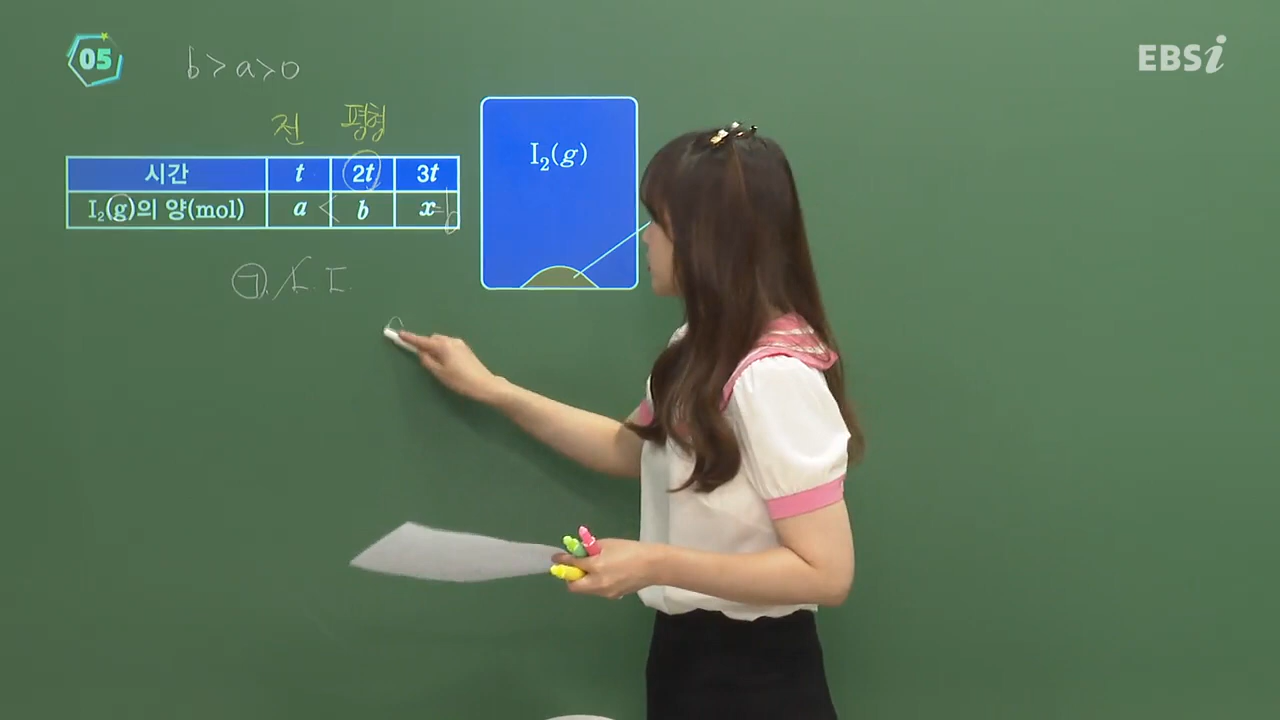 05
b>a>0
EBSi
전 평형
시간 t 2t 3t
I₂(g)의 양(mol) a < b x=b
I₂(g)
ㄱ. ㄴ. ㄷ.